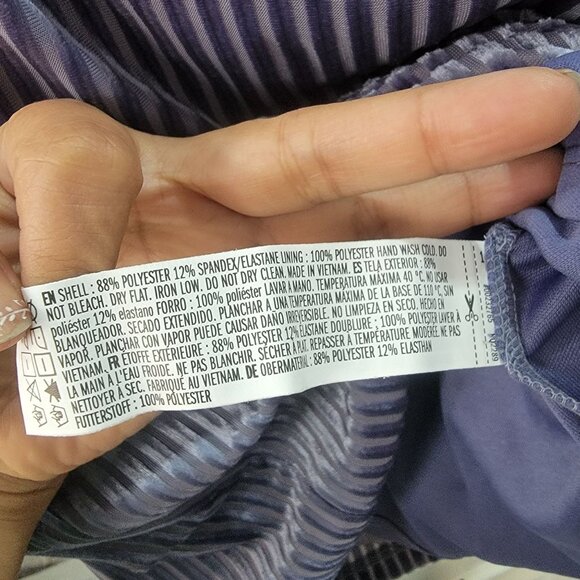 EN SHELL : 88% POLYESTER 12% SPANDEX/ELASTANE LINING : 100% POLYESTER HAND WASH COLD. DO
NOT BLEACH. DRY FLAT. IRON LOW. DO NOT DRY CLEAN. MADE IN VIETNAM. ES TELA EXTERIOR : 88%
poliéster 12% elastano FORRO : 100% poliéster LAVAR A MANO. TEMPERATURA MÁXIMA 40 °C. NO USAR
BLANQUEADOR. SECADO EXTENDIDO. PLANCHAR A UNA TEMPERATURA MÁXIMA DE LA BASE DE 110 °C, SIN
VAPOR. PLANCHAR CON VAPOR PUEDE CAUSAR DAÑO IRREVERSIBLE. NO LIMPIEZA EN SECO. HECHO EN
VIETNAM. FR ÉTOFFE EXTÉRIEURE : 88% POLYESTER 12% ÉLASTANE DOUBLURE : 100% POLYESTER LAVER À
LA MAIN À L'EAU FROIDE. NE PAS BLANCHIR. SÉCHER À PLAT. REPASSER À TEMPÉRATURE MODÉRÉE. NE PAS
NETTOYER À SEC. FABRIQUÉ AU VIETNAM. DE OBERMATERIAL : 88% POLYESTER 12% ELASTHAN
FUTTERSTOFF : 100% POLYESTER